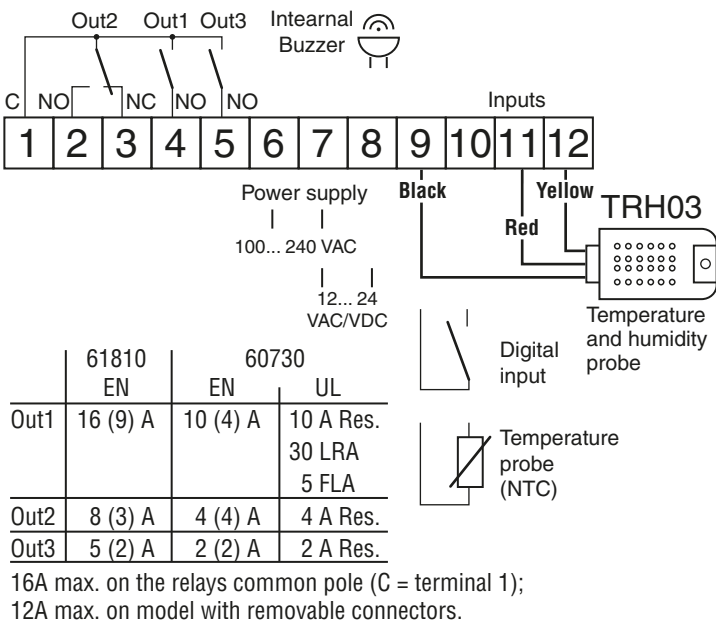 Out2 Out1 Out3 Intearnal
Buzzer
C NO NC NO NO Inputs
1 2 3 4 5 6 7 8 9 10 11 12
Power supply Black Yellow TRH03
Red
100... 240 VAC
12... 24
VAC/VDC
Temperature
and humidity
probe
Digital
input
Temperature
probe
(NTC)
61810 60730
EN EN UL
Out1 16 (9) A 10 (4) A 10 A Res.
30 LRA
5 FLA
Out2 8 (3) A 4 (4) A 4 A Res.
Out3 5 (2) A 2 (2) A 2 A Res.
16A max. on the relays common pole (C = terminal 1);
12A max. on model with removable connectors.